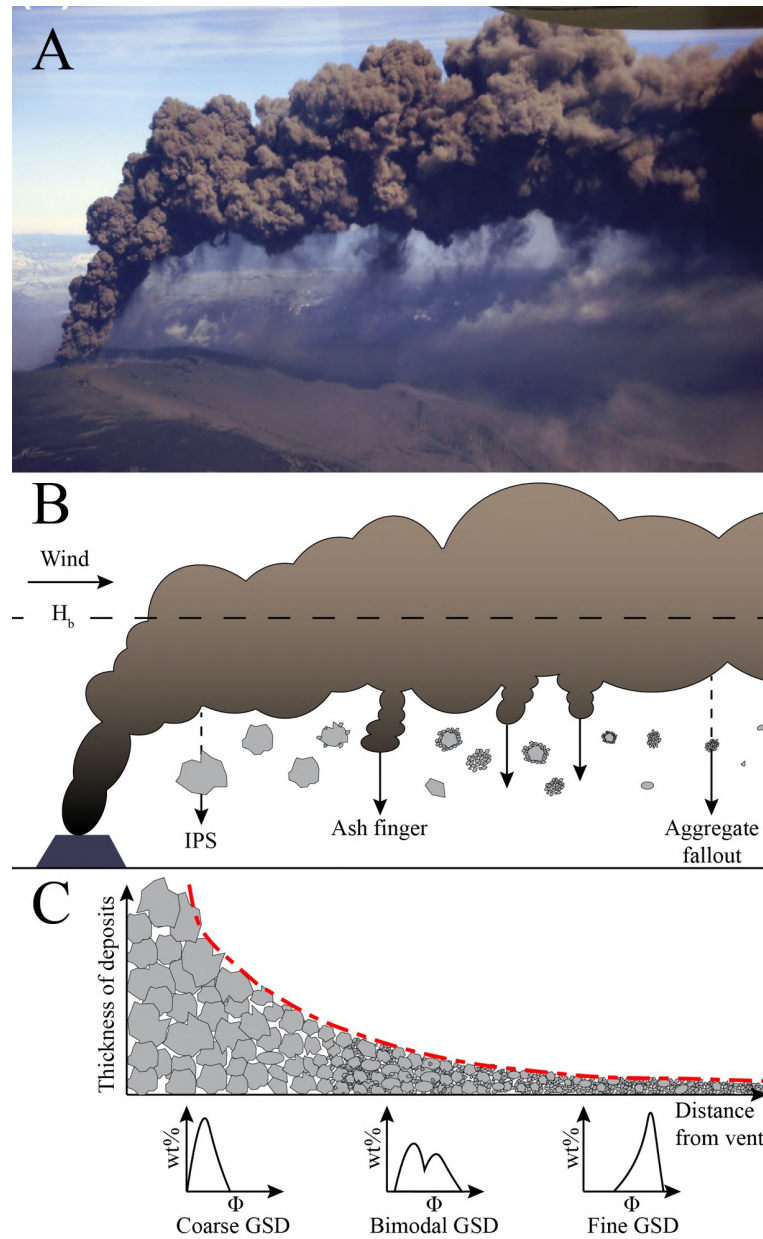 A
B
Wind
H_b
IPS
Ash finger
Aggregate
fallout
C
Thickness of deposits
Distance
from vent
wt%
Φ
Coarse GSD
wt%
Φ
Bimodal GSD
wt%
Φ
Fine GSD